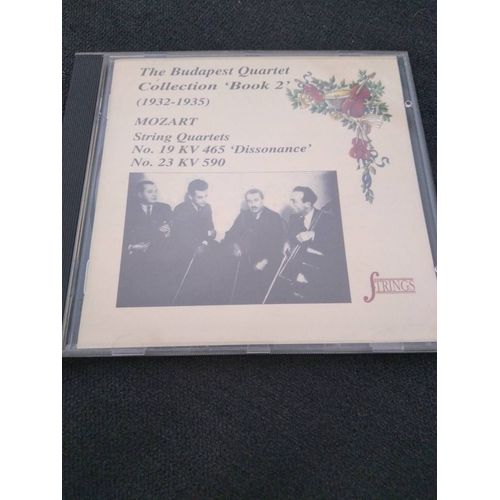 The Budapest Quartet
Collection 'Book 2'
(1932-1935)
MOZART
String Quartets
No. 19 KV 465 'Dissonance'
No. 23 KV 590
STRINGS